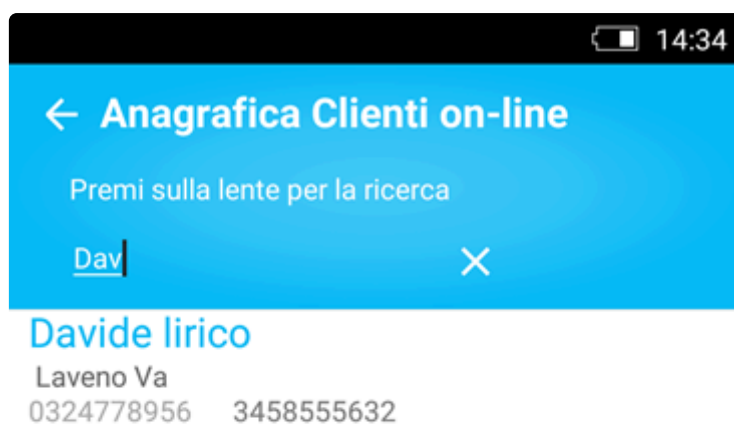 14:34
Anagrafica Clienti on-line
Premi sulla lente per la ricerca
Dav
Davide lirico
Laveno Va
0324778956 3458555632